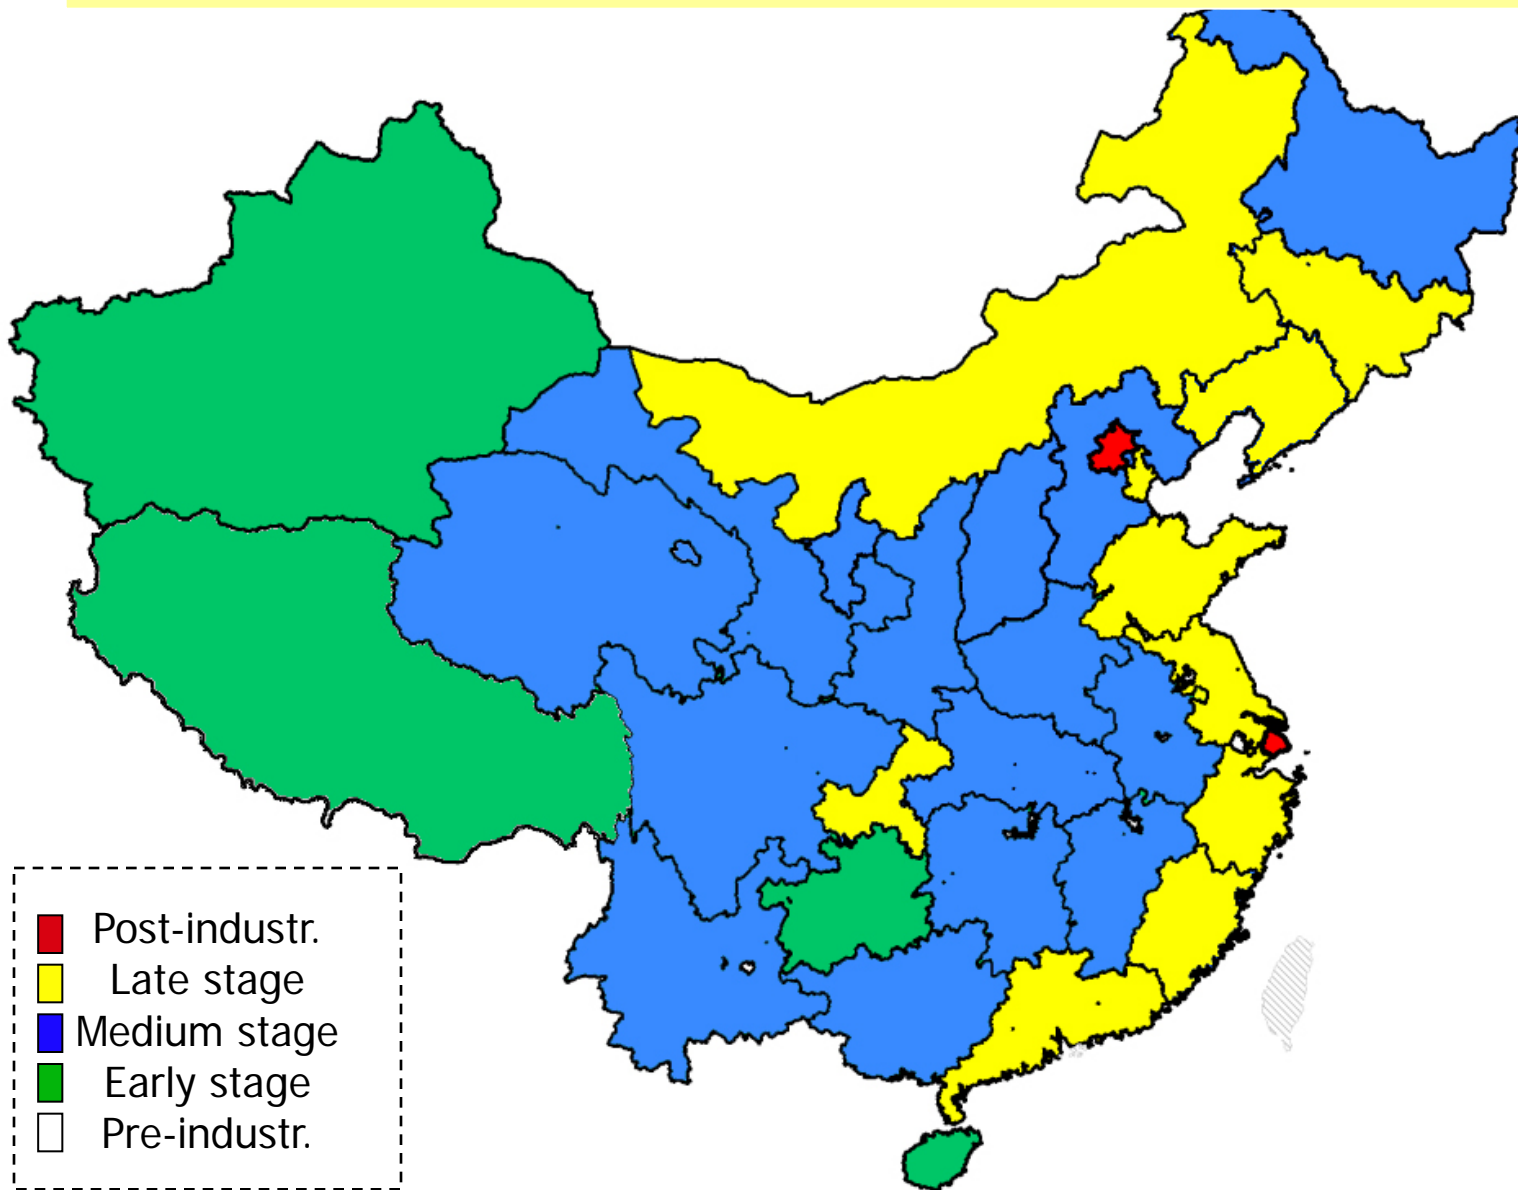 Post-industr.
Late stage
Medium stage
Early stage
Pre-industr.